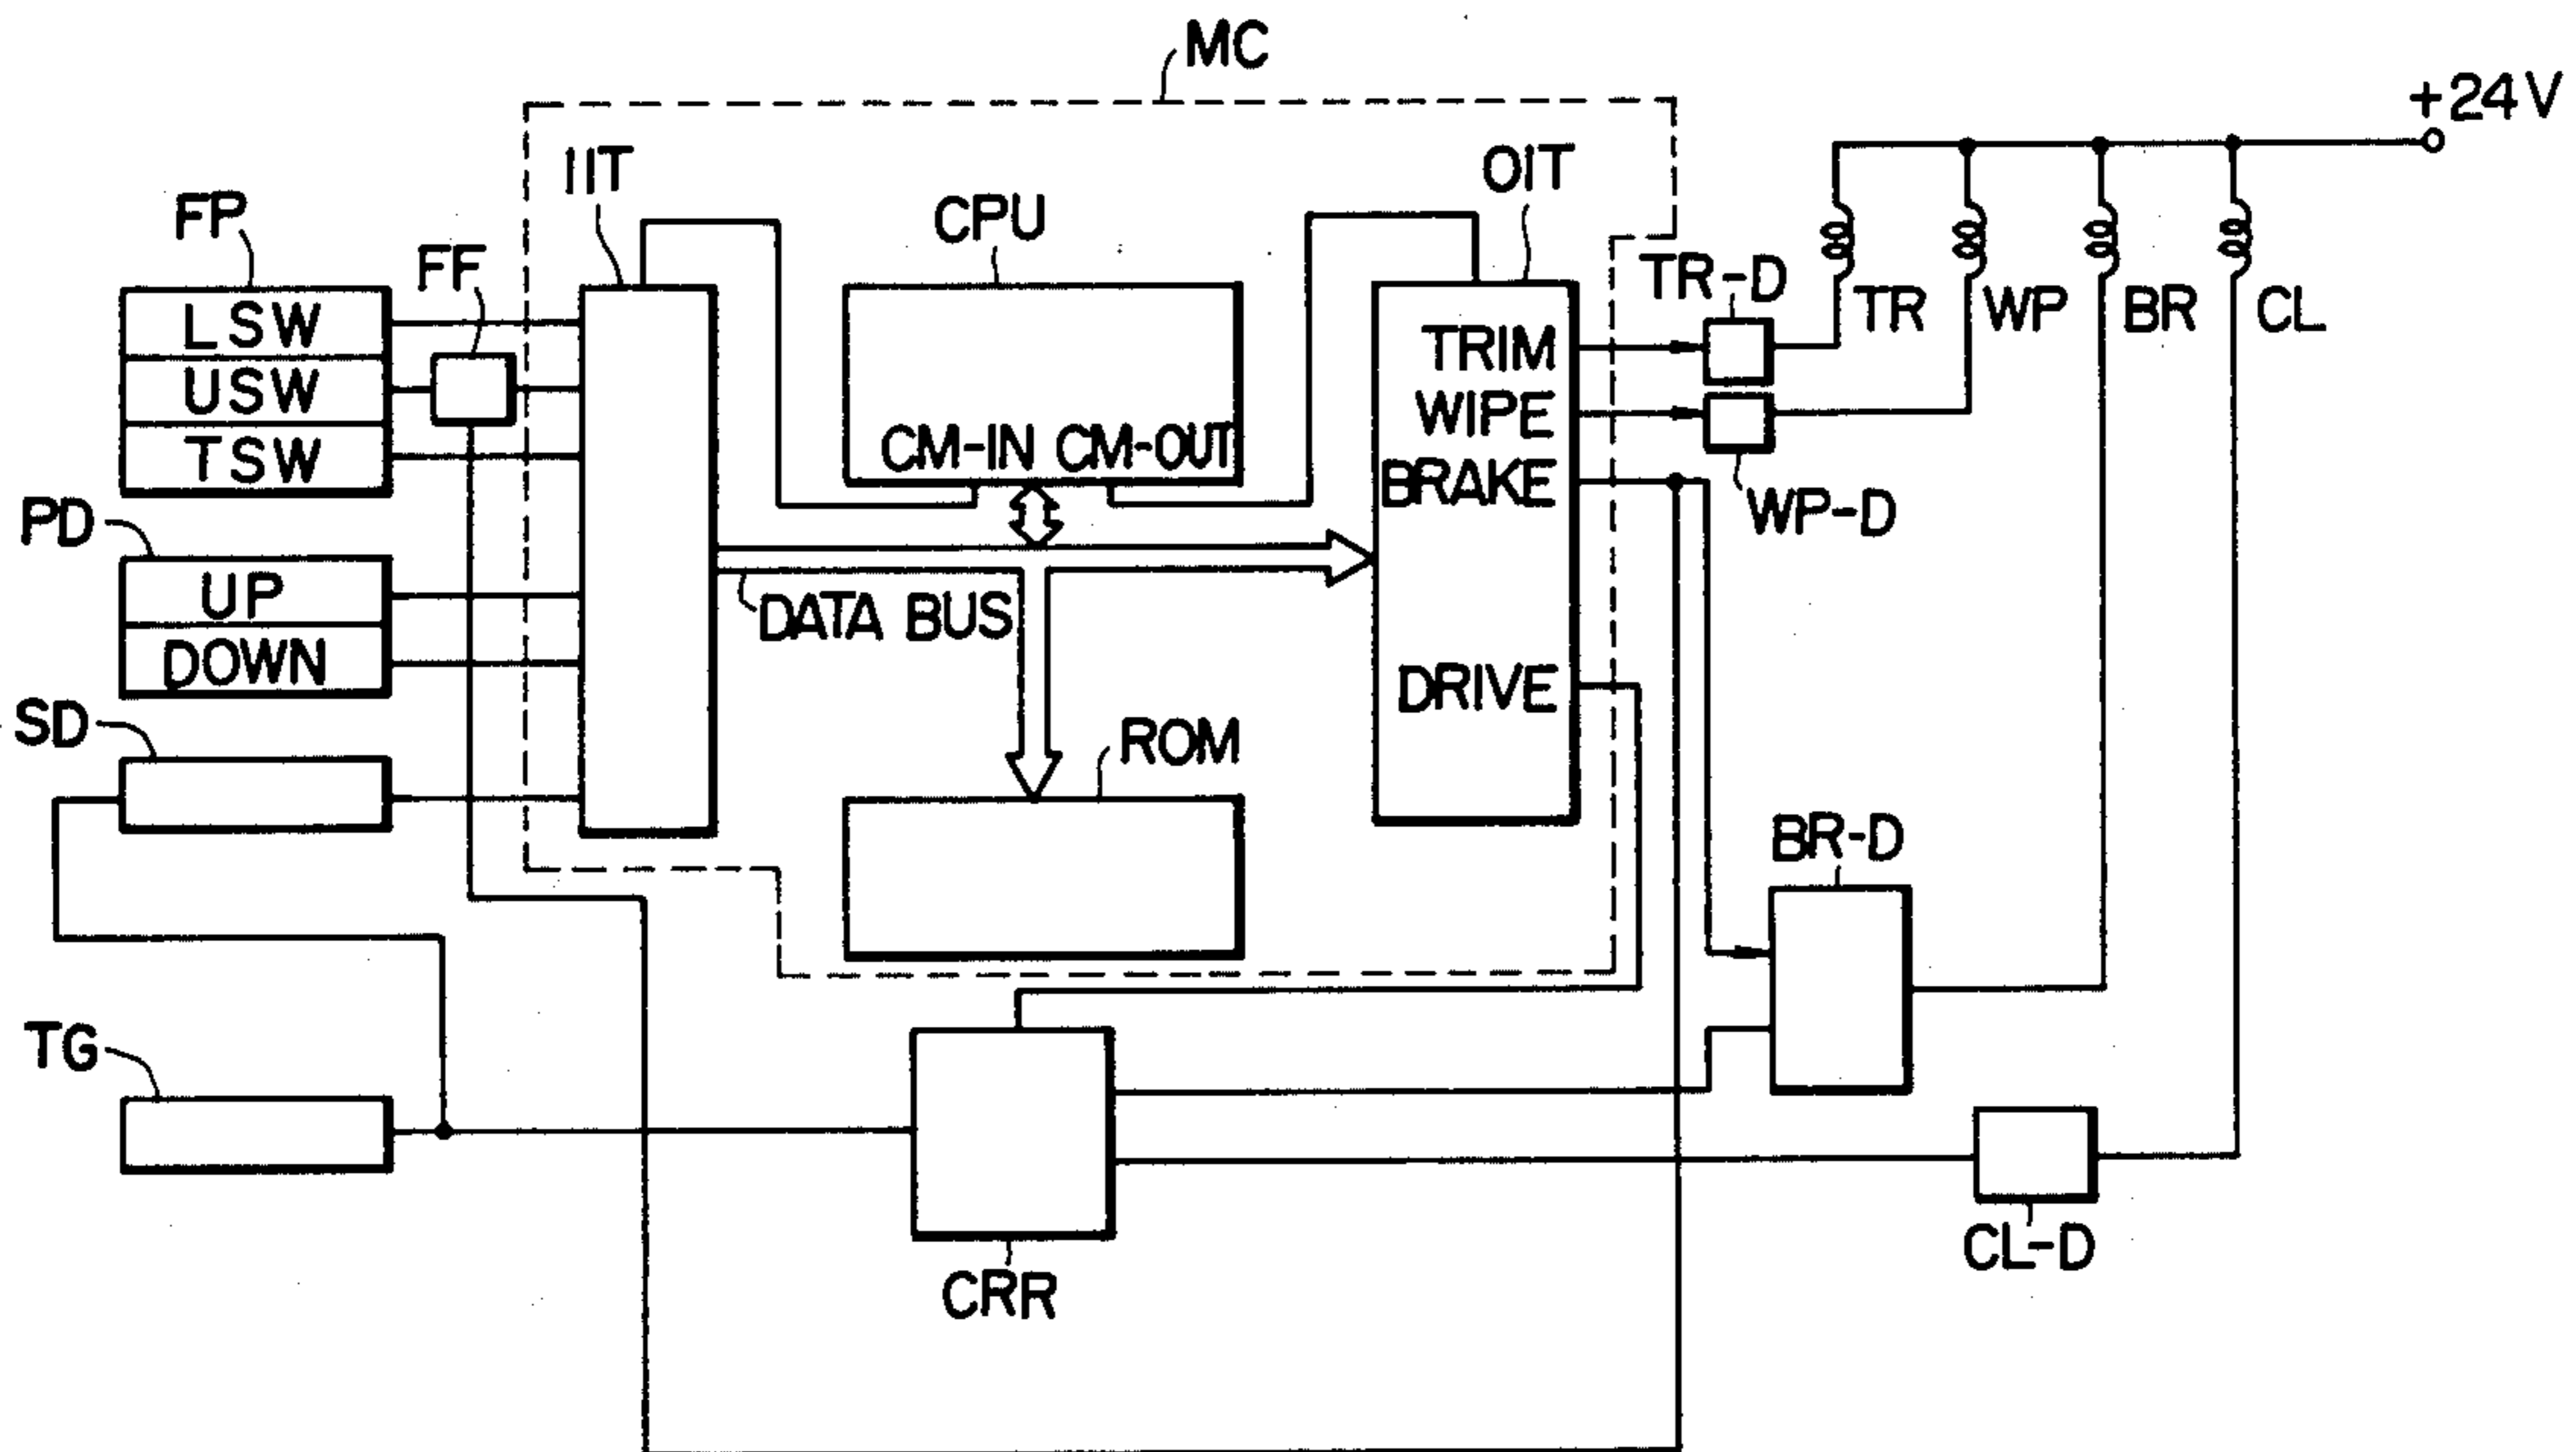 MC
+24V
IIT
OIT
FP
CPU
FF
TR-D
LSW
TRIM
TR
WP
BR
CL
USW
WIPE
TSW
CM-IN CM-OUT
BRAKE
WP-D
PD
UP
DATA BUS
DOWN
DRIVE
SD
ROM
BR-D
TG
CL-D
CRR